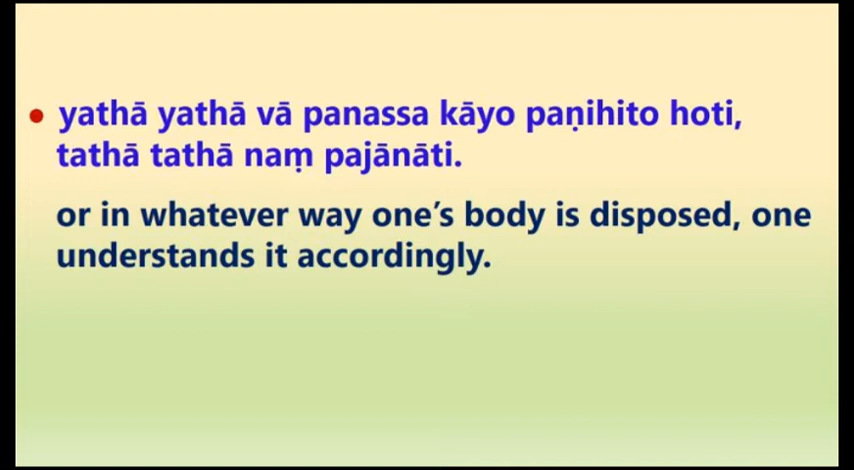 • yathā yathā vā panassa kāyo paṇihito hoti,
tathā tathā naṃ pajānāti.
or in whatever way one’s body is disposed, one
understands it accordingly.